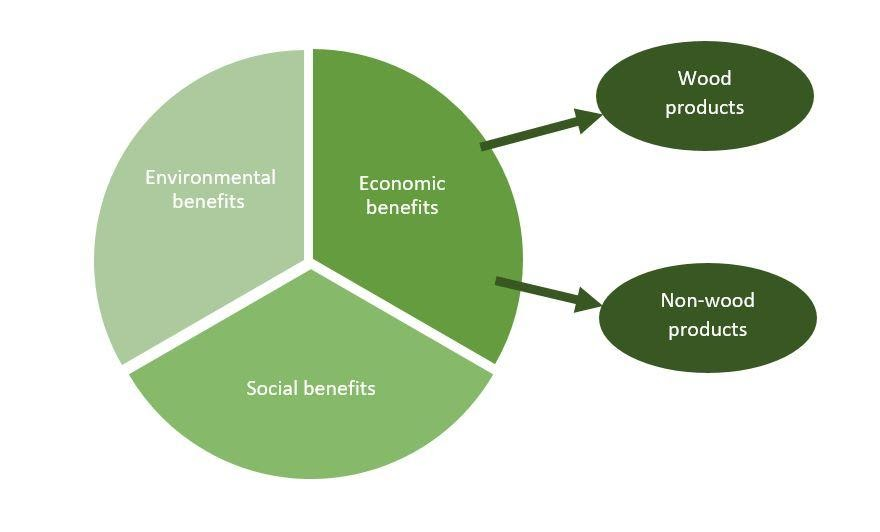 Environmental
benefits
Economic
benefits
Social benefits
Wood
products
Non-wood
products